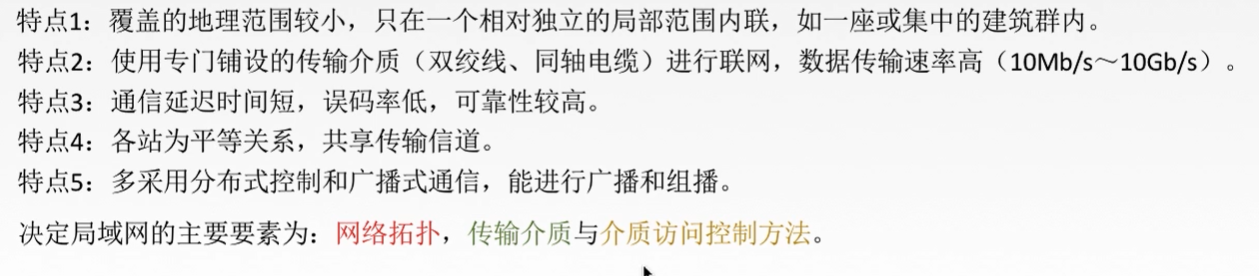 特点1：覆盖的地理范围较小，只在一个相对独立的局部范围内联，如一座或集中的建筑群内。
特点2：使用专门铺设的传输介质（双绞线、同轴电缆）进行联网，数据传输速率高（10Mb/s～10Gb/s）。
特点3：通信延迟时间短，误码率低，可靠性较高。
特点4：各站为平等关系，共享传输信道。
特点5：多采用分布式控制和广播式通信，能进行广播和组播。
决定局域网的主要要素为：网络拓扑，传输介质与介质访问控制方法。